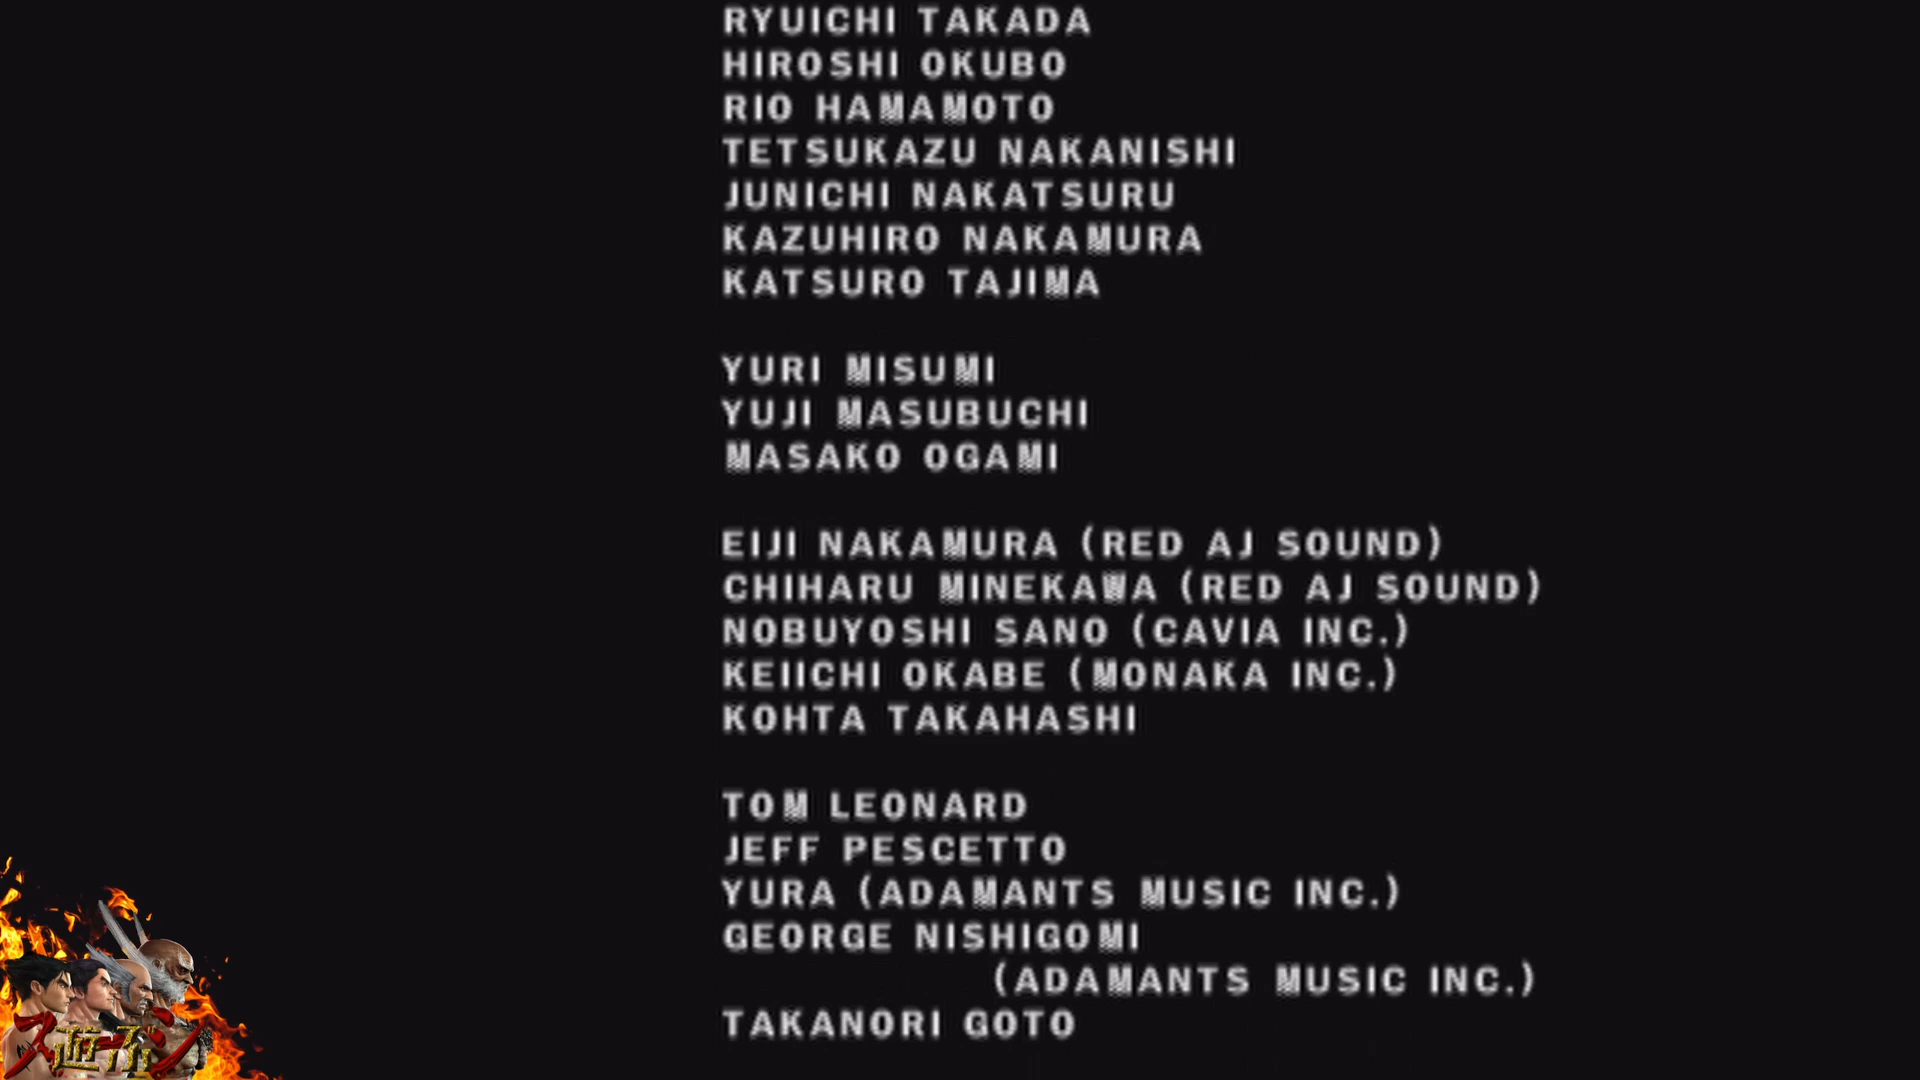 RYUICHI TAKADA
HIROSHI OKUBO
RIO HAMAMOTO
TETSUKAZU NAKANISHI
JUNICHI NAKATSURU
KAZUHIRO NAKAMURA
KATSURO TAJIMA
YURI MISUMI
YUJI MASUBUCHI
MASAKO OGAMI
EIJI NAKAMURA (RED AJ SOUND)
CHIHARU MINEKAWA (RED AJ SOUND)
NOBUYOSHI SANO (CAVIA INC.)
KEIICHI OKABE (MONAKA INC.)
KOHTA TAKAHASHI
TOM LEONARD
JEFF PESCETTO
YURA (ADAMANTS MUSIC INC.)
GEORGE NISHIGOMI
(ADAMANTS MUSIC INC.)
TAKANORI GOTO